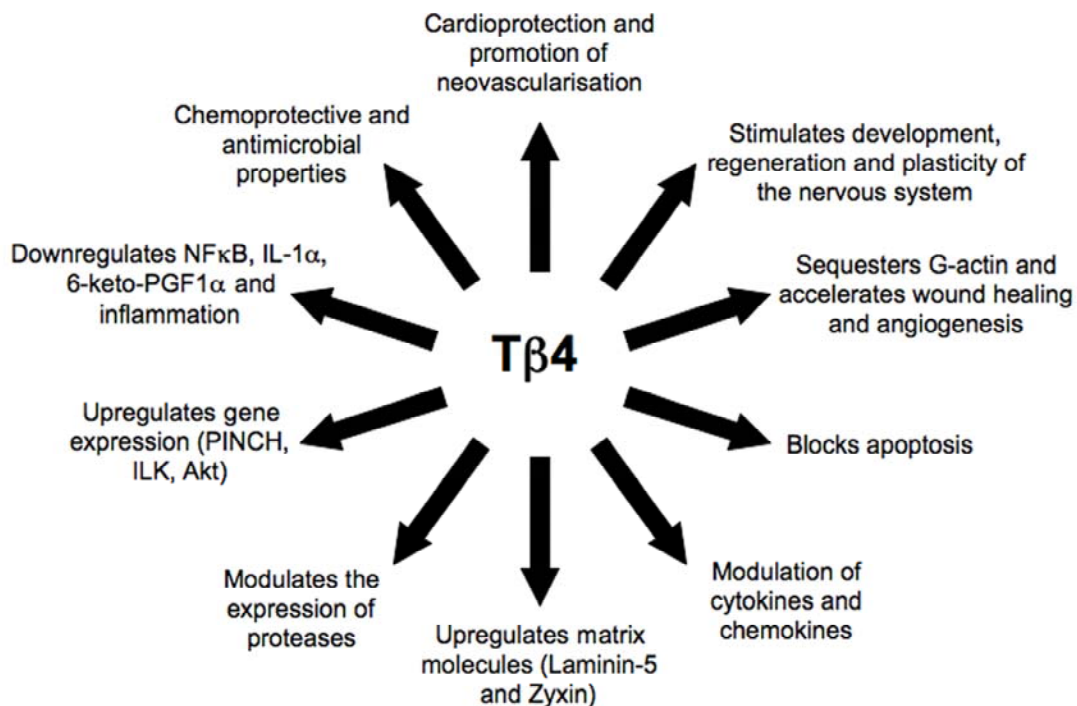 Cardioprotection and
promotion of
neovascularisation
Stimulates development,
regeneration and plasticity of
the nervous system
Sequesters G-actin and
accelerates wound healing
and angiogenesis
Blocks apoptosis
Modulation of
cytokines and
chemokines
Upregulates matrix
molecules (Laminin-5
and Zyxin)
Modulates the
expression of
proteases
Upregulates gene
expression (PINCH,
ILK, Akt)
Downregulates NFκB, IL-1α,
6-keto-PGF1α and
inflammation
Chemoprotective and
antimicrobial
properties
Tβ4